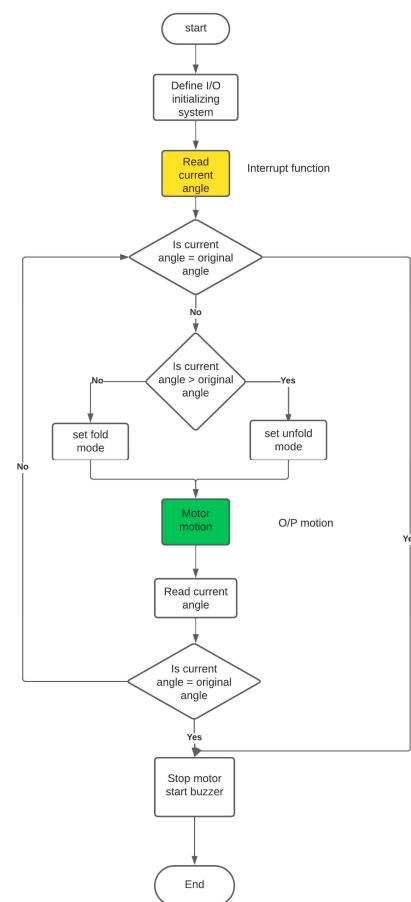 start
Define I/O
initializing
system
Read
current
angle
Interrupt function
Is current
angle = original
angle
No
Is current
angle > original
angle
No
Yes
set fold
mode
set unfold
mode
No
Motor
motion
O/P motion
Ye
Read current
angle
Is current
angle = original
angle
Yes
Stop motor
start buzzer
End